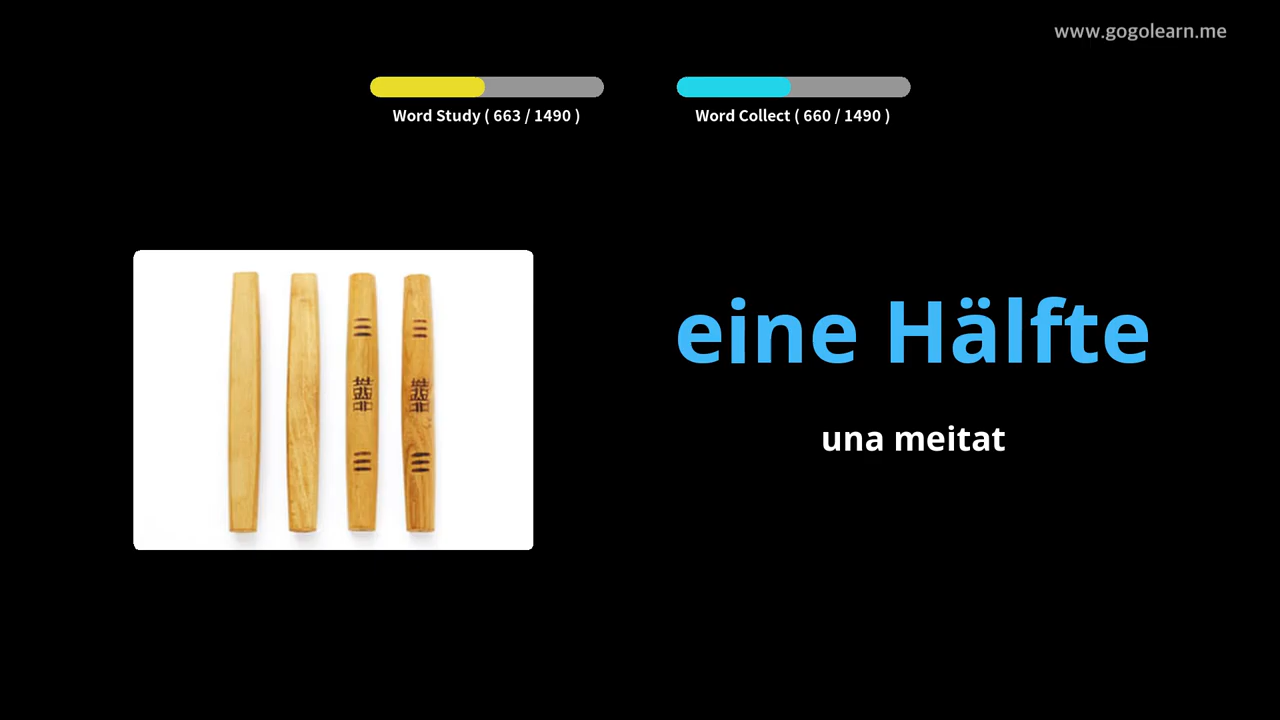 www.gogolearn.me
Word Study ( 663 / 1490 )
Word Collect ( 660 / 1490 )
eine Hälfte
una meitat